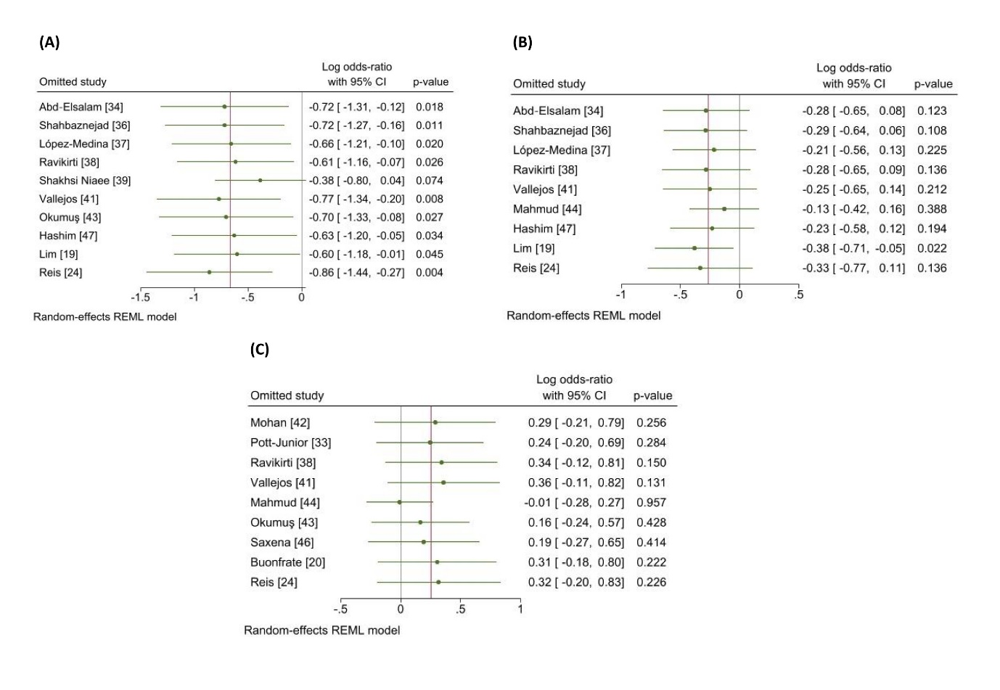 (A)
Log odds-ratio
Omitted study with 95% CI p-value
Abd-Elsalam [34] -0.72 [ -1.31, -0.12] 0.018
Shahbaznejad [36] -0.72 [ -1.27, -0.16] 0.011
López-Medina [37] -0.66 [ -1.21, -0.10] 0.020
Ravikirti [38] -0.61 [ -1.16, -0.07] 0.026
Shakhsi Niaee [39] -0.38 [ -0.80, 0.04] 0.074
Vallejos [41] -0.77 [ -1.34, -0.20] 0.008
Okumuş [43] -0.70 [ -1.33, -0.08] 0.027
Hashim [47] -0.63 [ -1.20, -0.05] 0.034
Lim [19] -0.60 [ -1.18, -0.01] 0.045
Reis [24] -0.86 [ -1.44, -0.27] 0.004
-1.5 -1 -.5 0
Random-effects REML model
(B)
Log odds-ratio
Omitted study with 95% CI p-value
Abd-Elsalam [34] -0.28 [ -0.65, 0.08] 0.123
Shahbaznejad [36] -0.29 [ -0.64, 0.06] 0.108
López-Medina [37] -0.21 [ -0.56, 0.13] 0.225
Ravikirti [38] -0.28 [ -0.65, 0.09] 0.136
Vallejos [41] -0.25 [ -0.65, 0.14] 0.212
Mahmud [44] -0.13 [ -0.42, 0.16] 0.388
Hashim [47] -0.23 [ -0.58, 0.12] 0.194
Lim [19] -0.38 [ -0.71, -0.05] 0.022
Reis [24] -0.33 [ -0.77, 0.11] 0.136
-1 -.5 0 .5
Random-effects REML model
(C)
Log odds-ratio
Omitted study with 95% CI p-value
Mohan [42] 0.29 [ -0.21, 0.79] 0.256
Pott-Junior [33] 0.24 [ -0.20, 0.69] 0.284
Ravikirti [38] 0.34 [ -0.12, 0.81] 0.150
Vallejos [41] 0.36 [ -0.11, 0.82] 0.131
Mahmud [44] -0.01 [ -0.28, 0.27] 0.957
Okumuş [43] 0.16 [ -0.24, 0.57] 0.428
Saxena [46] 0.19 [ -0.27, 0.65] 0.414
Buonfrate [20] 0.31 [ -0.18, 0.80] 0.222
Reis [24] 0.32 [ -0.20, 0.83] 0.226
-.5 0 .5 1
Random-effects REML model